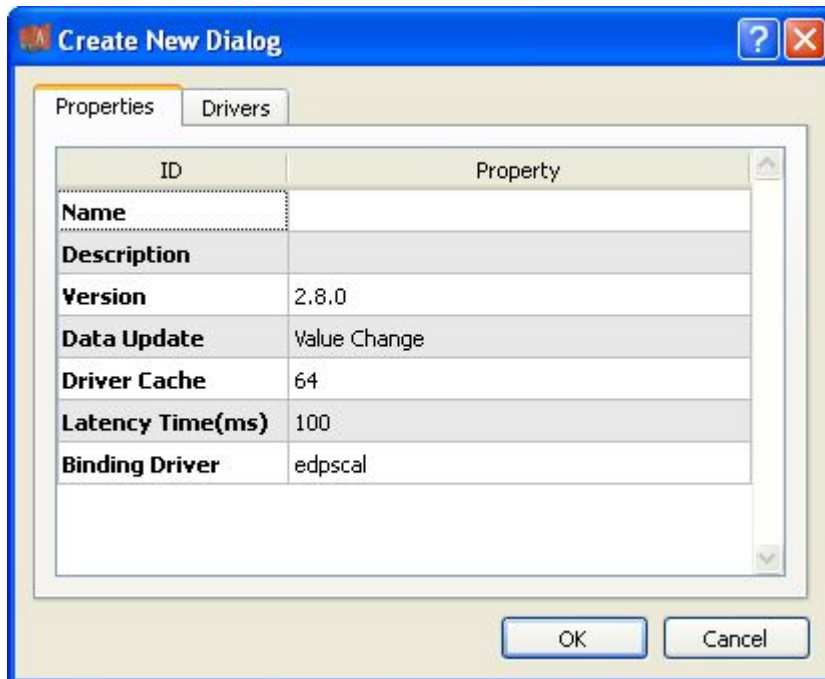 Create New Dialog
Properties Drivers
ID Property
Name
Description
Version 2.8.0
Data Update Value Change
Driver Cache 64
Latency Time(ms) 100
Binding Driver edpscal
OK Cancel